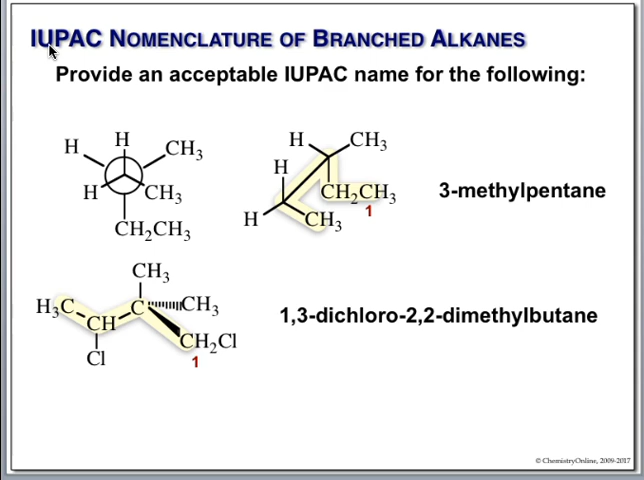 IUPAC NOMENCLATURE OF BRANCHED ALKANES
Provide an acceptable IUPAC name for the following:
H H CH₃
H CH₃
CH₂CH₃
H CH₃
H
CH₂CH₃
1
H CH₃
3-methylpentane
CH₃
H₃C C CH₃
CH
CH₂Cl
Cl 1
1,3-dichloro-2,2-dimethylbutane
© ChemistryOnline, 2009-2017